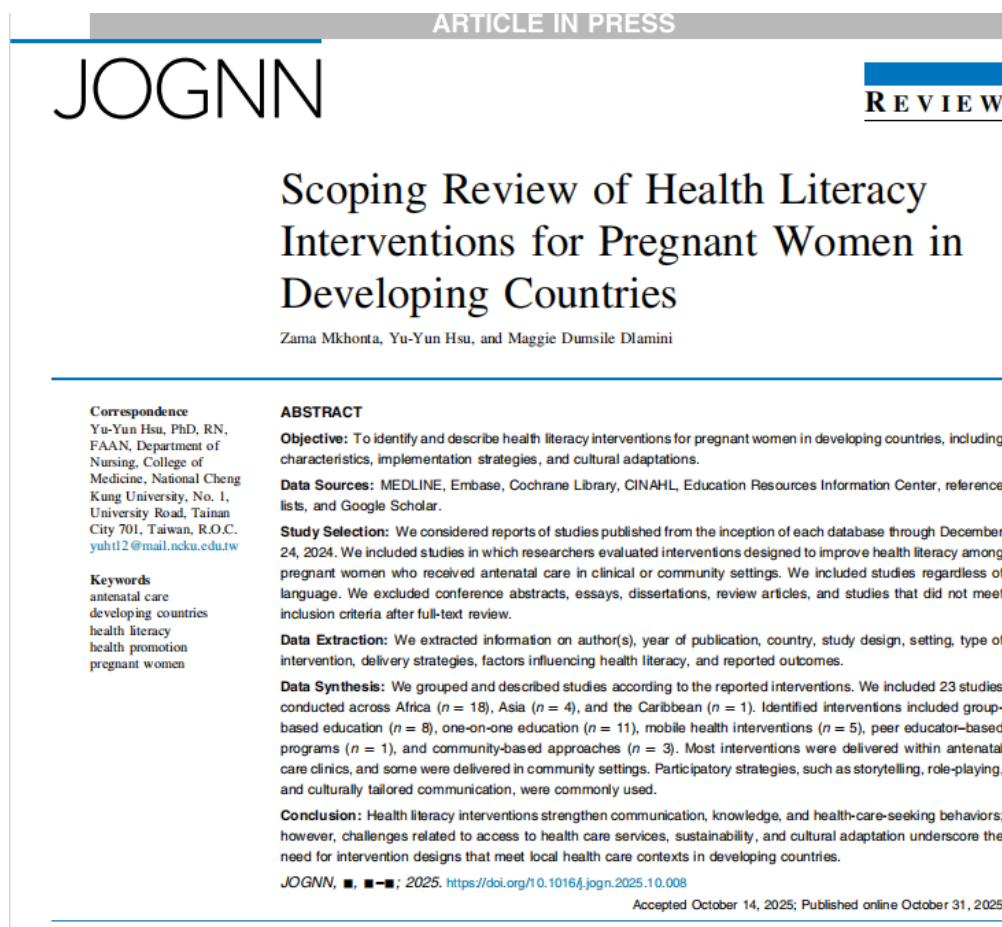 ARTICLE IN PRESS
JOGNN
REVIEW
Scoping Review of Health Literacy
Interventions for Pregnant Women in
Developing Countries
Zama Mkhonta, Yu-Yun Hsu, and Maggie Dumsile Dlamini
Correspondence
Yu-Yun Hsu, PhD, RN,
FAAN, Department of
Nursing, College of
Medicine, National Cheng
Kung University, No. 1,
University Road, Tainan
City 701, Taiwan, R.O.C.
yuht12@mail.ncku.edu.tw
Keywords
antenatal care
developing countries
health literacy
health promotion
pregnant women
ABSTRACT
Objective: To identify and describe health literacy interventions for pregnant women in developing countries, including
characteristics, implementation strategies, and cultural adaptations.
Data Sources: MEDLINE, Embase, Cochrane Library, CINAHL, Education Resources Information Center, reference
lists, and Google Scholar.
Study Selection: We considered reports of studies published from the inception of each database through December
24, 2024. We included studies in which researchers evaluated interventions designed to improve health literacy among
pregnant women who received antenatal care in clinical or community settings. We included studies regardless of
language. We excluded conference abstracts, essays, dissertations, review articles, and studies that did not meet
inclusion criteria after full-text review.
Data Extraction: We extracted information on author(s), year of publication, country, study design, setting, type of
intervention, delivery strategies, factors influencing health literacy, and reported outcomes.
Data Synthesis: We grouped and described studies according to the reported interventions. We included 23 studies
conducted across Africa (n = 18), Asia (n = 4), and the Caribbean (n = 1). Identified interventions included group-
based education (n = 8), one-on-one education (n = 11), mobile health interventions (n = 5), peer educator–based
programs (n = 1), and community-based approaches (n = 3). Most interventions were delivered within antenatal
care clinics, and some were delivered in community settings. Participatory strategies, such as storytelling, role-playing,
and culturally tailored communication, were commonly used.
Conclusion: Health literacy interventions strengthen communication, knowledge, and health-care-seeking behaviors;
however, challenges related to access to health care services, sustainability, and cultural adaptation underscore the
need for intervention designs that meet local health care contexts in developing countries.
JOGNN, ■, ■–■; 2025. https://doi.org/10.1016/j.jogn.2025.10.008
Accepted October 14, 2025; Published online October 31, 2025